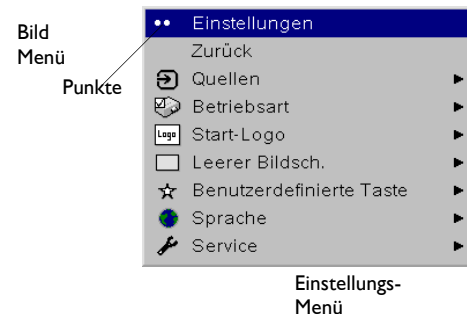 Bild
Menü
Punkte
Einstellungen
Zurück
Quellen
Betriebsart
Logo Start-Logo
Leerer Bildsch.
Benutzerdefinierte Taste
Sprache
Service
Einstellungs-
Menü